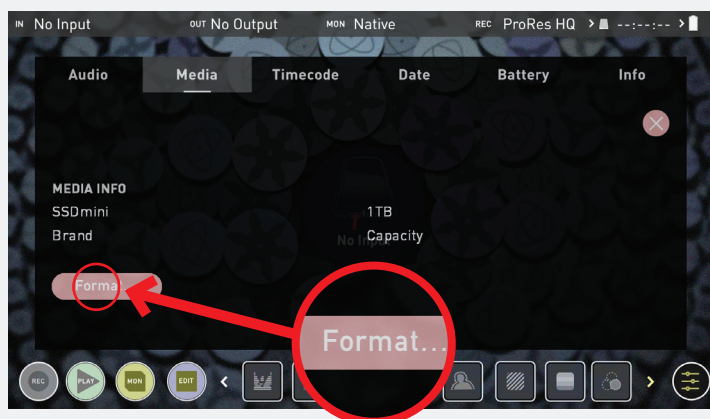 IN No Input OUT No Output MON Native REC ProRes HQ > --:--:-- >
Audio Media Timecode Date Battery Info
MEDIA INFO
SSDmini 1TB
Brand No Input Capacity
Format...
Format...
REC PLAY MON EDIT < >